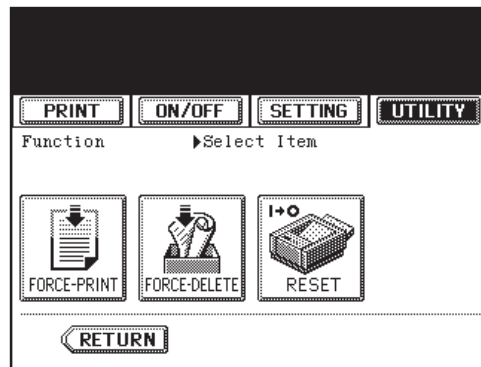 PRINT ON/OFF SETTING UTILITY
Function ▶Select Item
I→O
FORCE-PRINT FORCE-DELETE RESET
RETURN